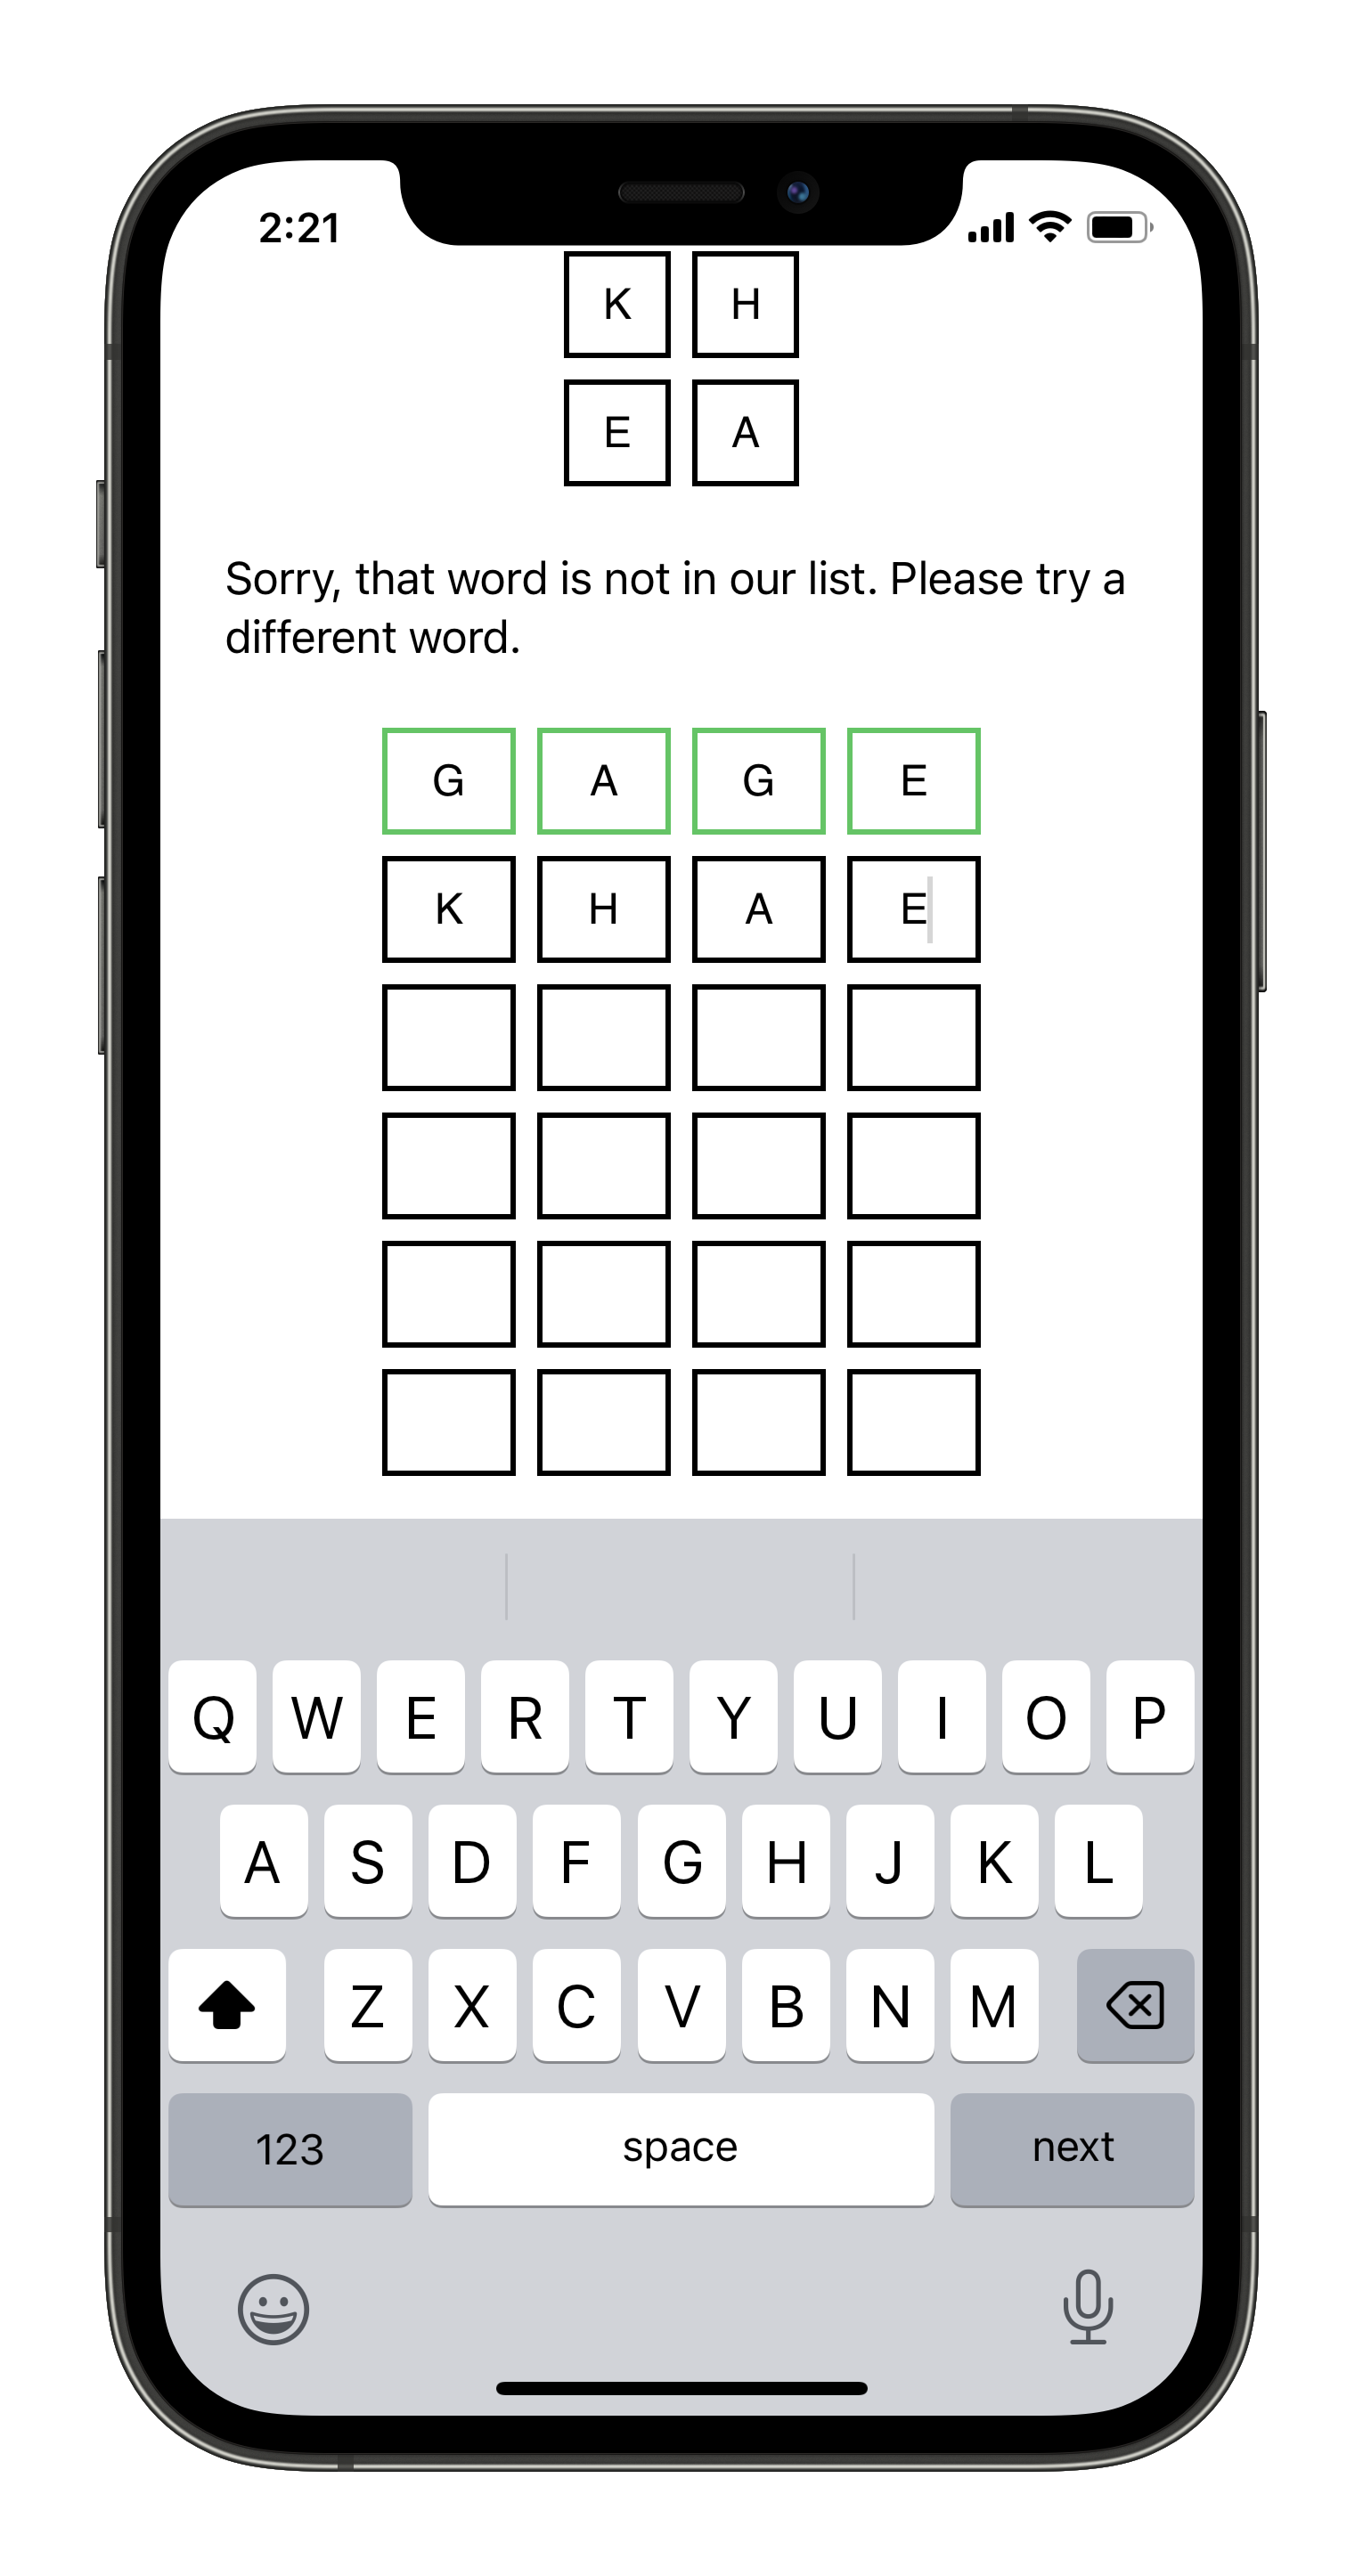 2:21
K H
E A
Sorry, that word is not in our list. Please try a
different word.
G A G E
K H A E
Q W E R T Y U I O P
A S D F G H J K L
Z X C V B N M
123 space next